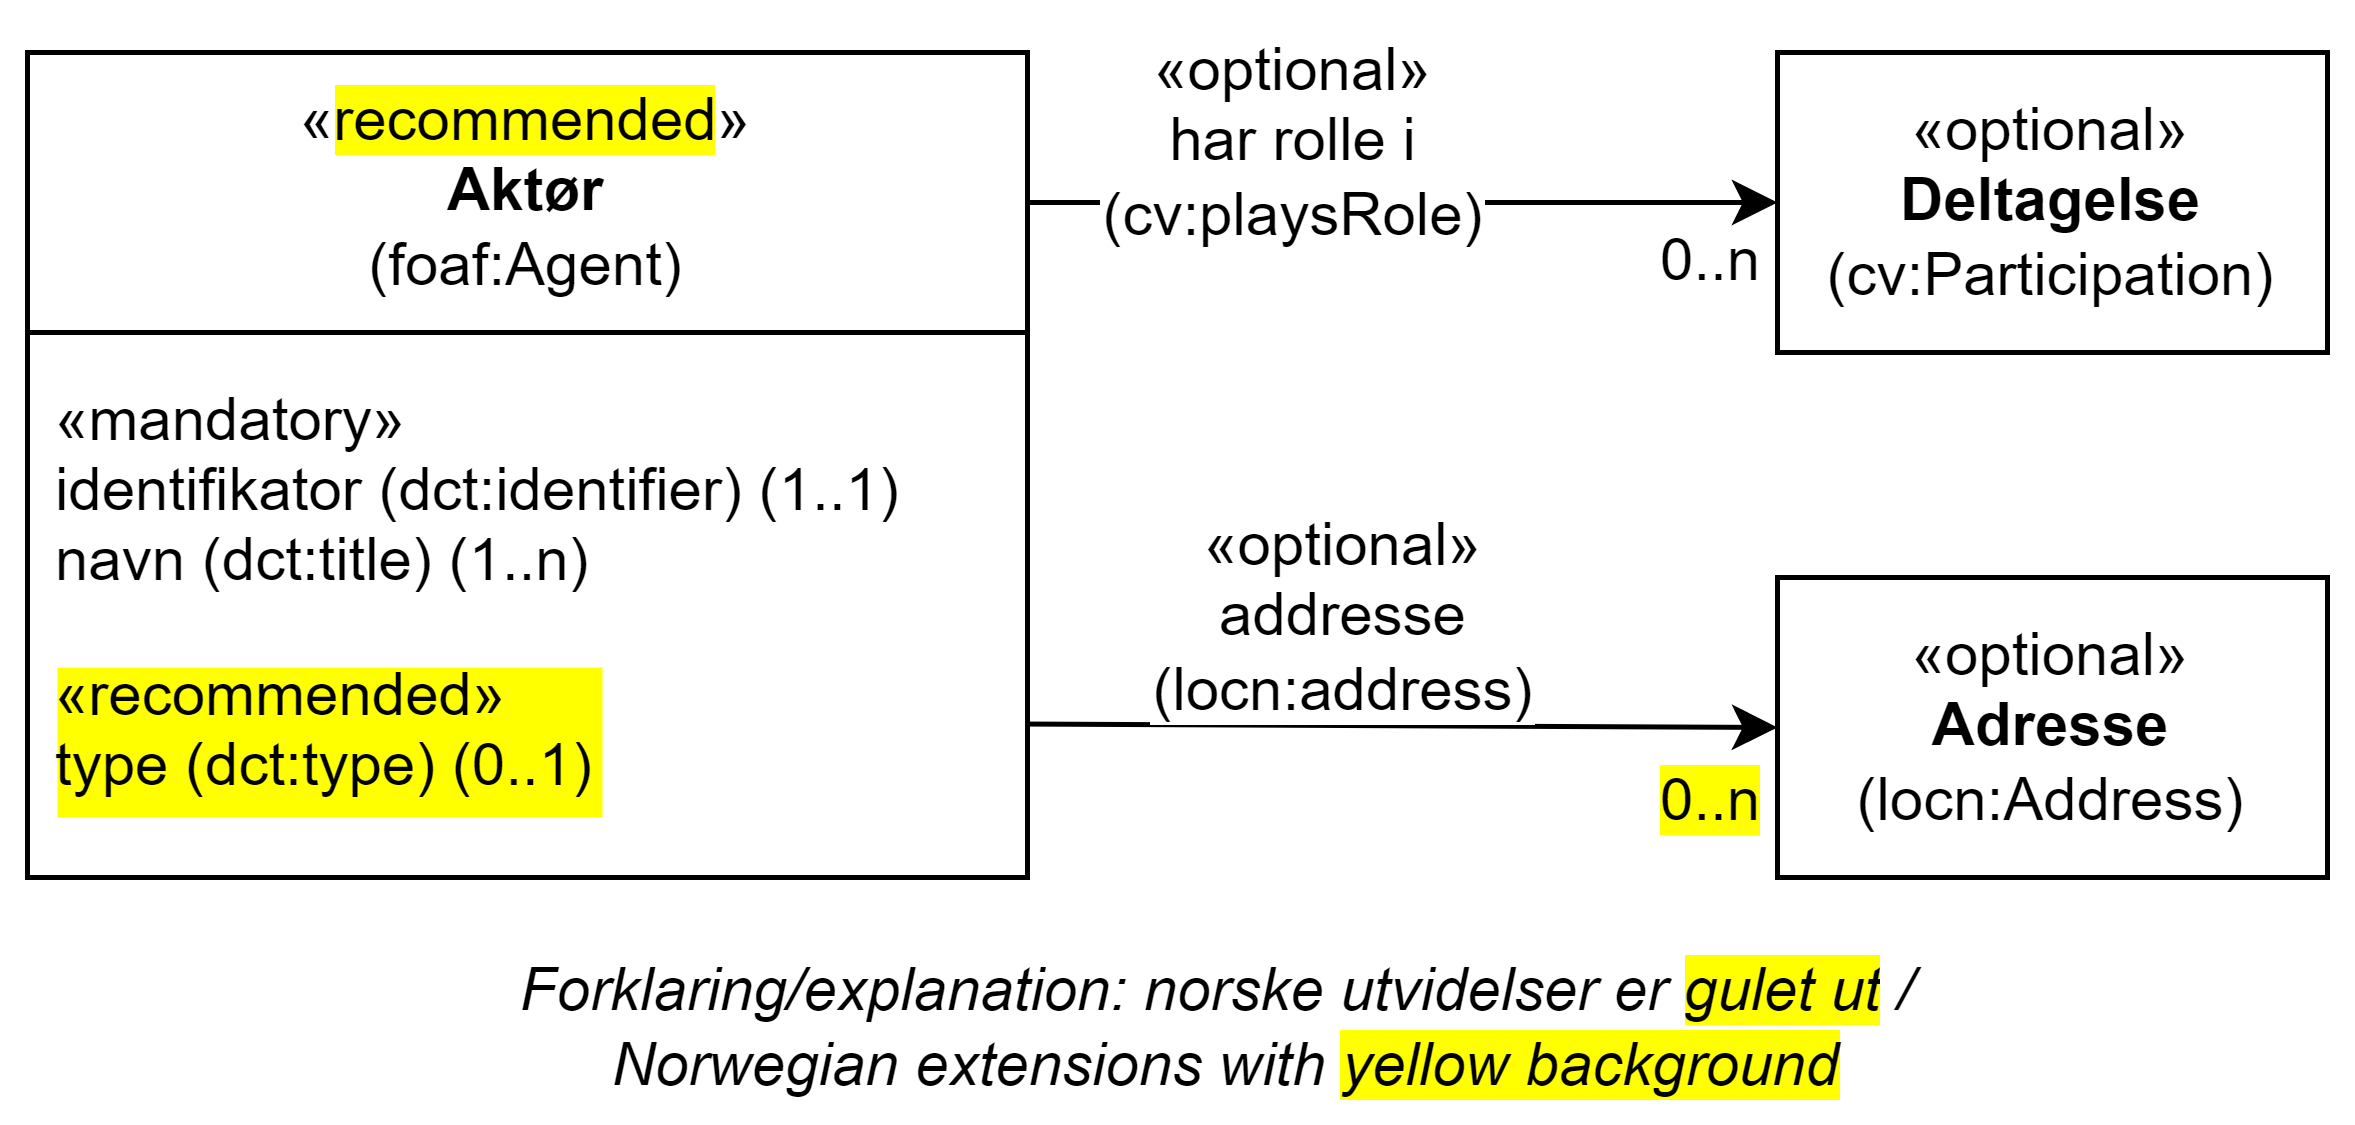 «recommended»
Aktør
(foaf:Agent)
«mandatory»
identifikator (dct:identifier) (1..1)
navn (dct:title) (1..n)
«recommended»
type (dct:type) (0..1)
«optional»
har rolle i
(cv:playsRole)
0..n
«optional»
Deltagelse
(cv:Participation)
«optional»
addresse
(locn:address)
0..n
«optional»
Adresse
(locn:Address)
Forklaring/explanation: norske utvidelser er gulet ut /
Norwegian extensions with yellow background